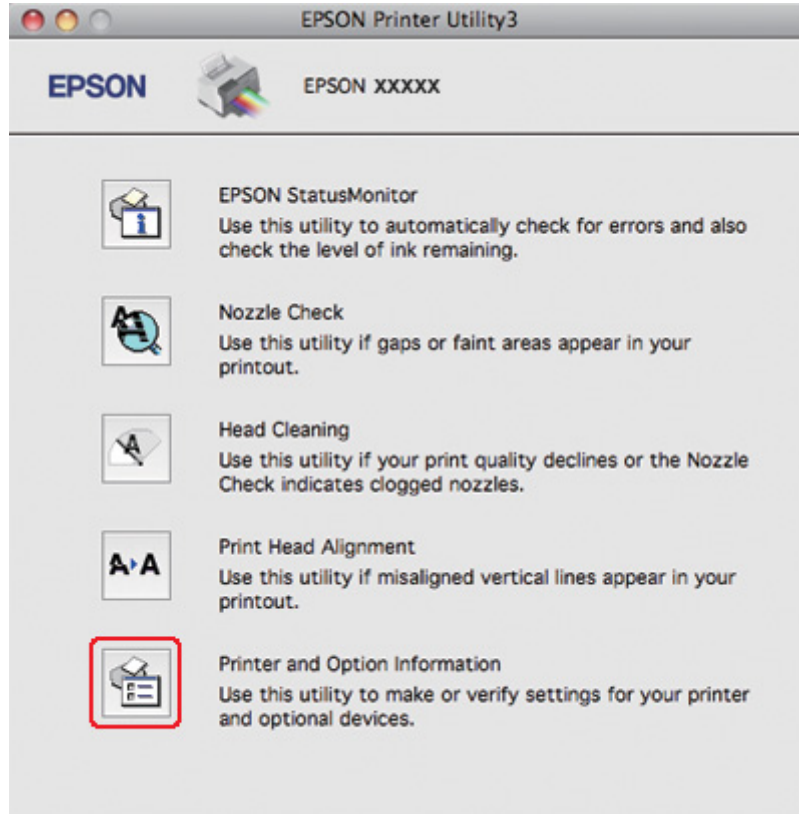 EPSON Printer Utility3
EPSON
EPSON XXXXX
EPSON StatusMonitor
Use this utility to automatically check for errors and also
check the level of ink remaining.
Nozzle Check
Use this utility if gaps or faint areas appear in your
printout.
Head Cleaning
Use this utility if your print quality declines or the Nozzle
Check indicates clogged nozzles.
Print Head Alignment
Use this utility if misaligned vertical lines appear in your
printout.
Printer and Option Information
Use this utility to make or verify settings for your printer
and optional devices.